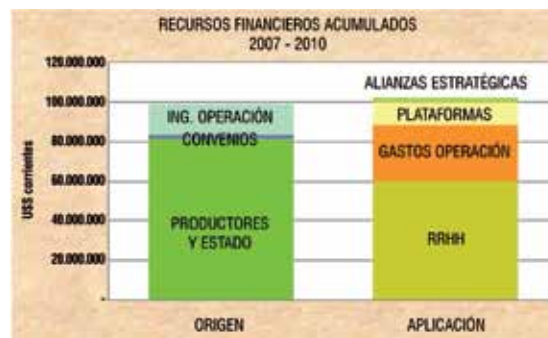 RECURSOS FINANCIEROS ACUMULADOS
2007 - 2010
US$ corrientes
120.000.000
100.000.000
80.000.000
60.000.000
40.000.000
20.000.000
-
ING. OPERACIÓN
CONVENIOS
PRODUCTORES
Y ESTADO
ALIANZAS ESTRATÉGICAS
PLATAFORMAS
GASTOS OPERACIÓN
RRHH
ORIGEN
APLICACIÓN